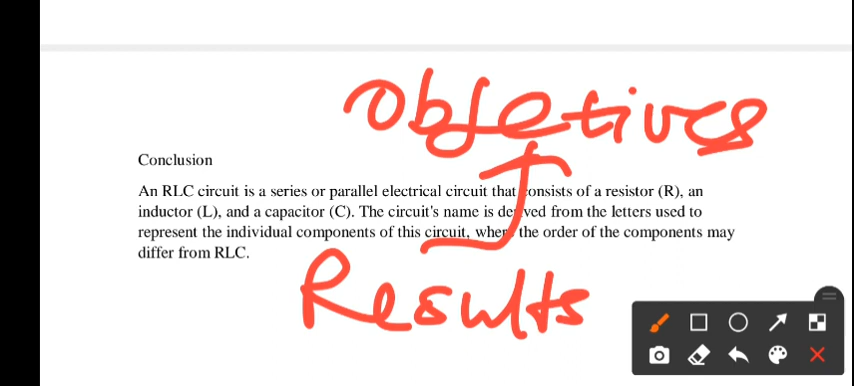 Objetives
Conclusion
An RLC circuit is a series or parallel electrical circuit that consists of a resistor (R), an
inductor (L), and a capacitor (C). The circuit's name is derived from the letters used to
represent the individual components of this circuit, where the order of the components may
differ from RLC.
Results